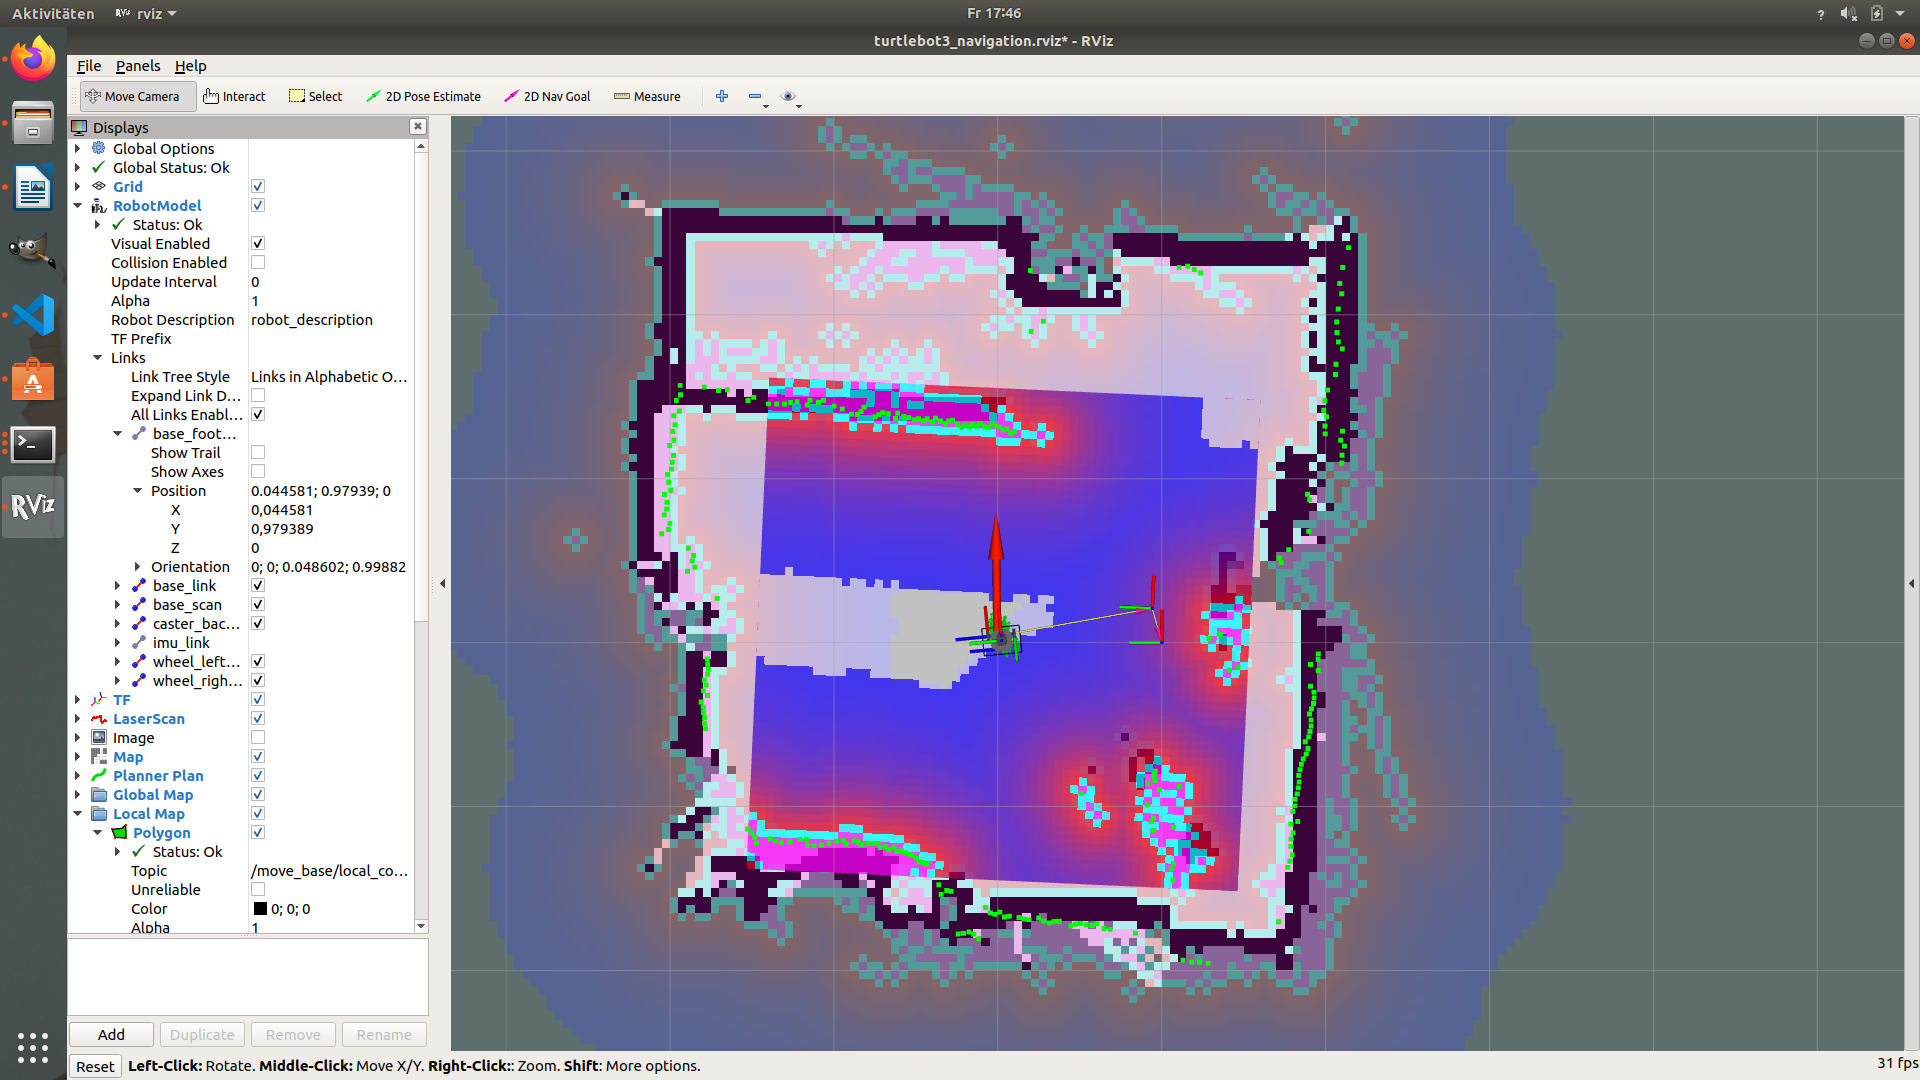 Aktivitäten
RViz rviz
Fr 17:46
?
turtlebot3_navigation.rviz* - RViz
File Panels Help
Move Camera Interact Select 2D Pose Estimate 2D Nav Goal Measure
Displays
Global Options
Global Status: Ok
Grid
RobotModel
Status: Ok
Visual Enabled
Collision Enabled
Update Interval 0
Alpha 1
Robot Description robot_description
TF Prefix
Links
Link Tree Style Links in Alphabetic O...
Expand Link D...
All Links Enabl...
base_foot...
Show Trail
Show Axes
Position 0.044581; 0.97939; 0
X 0,044581
Y 0,979389
Z 0
Orientation 0; 0; 0.048602; 0.99882
base_link
base_scan
caster_bac...
imu_link
wheel_left...
wheel_righ...
TF
LaserScan
Image
Map
Planner Plan
Global Map
Local Map
Polygon
Status: Ok
Topic /move_base/local_co...
Unreliable
Color 0; 0; 0
Alpha 1
Add Duplicate Remove Rename
Reset Left-Click: Rotate. Middle-Click: Move X/Y. Right-Click:: Zoom. Shift: More options.
31 fps
RViz